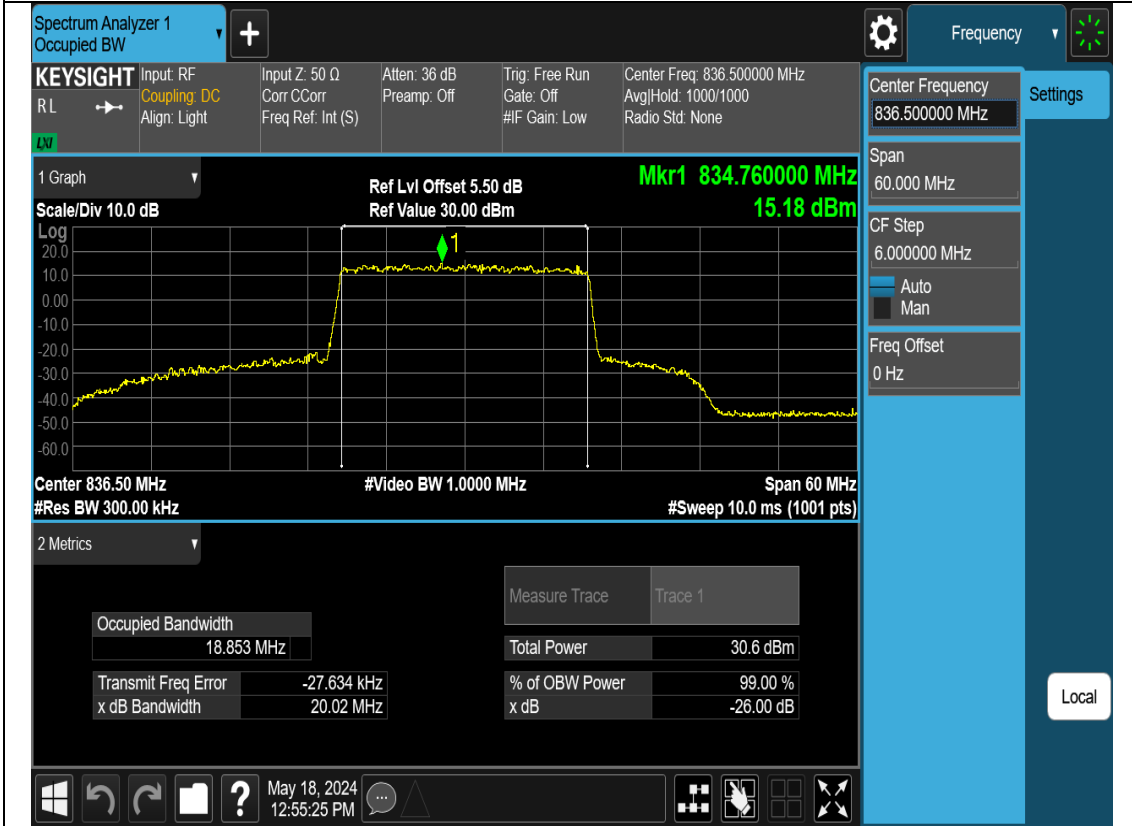 Spectrum Analyzer 1
Occupied BW
+
Frequency
KEYSIGHT
R L
LXI
Input: RF
Coupling: DC
Align: Light
Input Z: 50 Ω
Corr CCorr
Freq Ref: Int (S)
Atten: 36 dB
Preamp: Off
Trig: Free Run
Gate: Off
#IF Gain: Low
Center Freq: 836.500000 MHz
Avg|Hold: 1000/1000
Radio Std: None
Center Frequency
836.500000 MHz
Settings
Span
60.000 MHz
CF Step
6.000000 MHz
Auto
Man
Freq Offset
0 Hz
Local
1 Graph
Scale/Div 10.0 dB
Ref Lvl Offset 5.50 dB
Ref Value 30.00 dBm
Mkr1 834.760000 MHz
15.18 dBm
Log
1
20.0
10.0
0.00
-10.0
-20.0
-30.0
-40.0
-50.0
-60.0
Center 836.50 MHz
#Video BW 1.0000 MHz
Span 60 MHz
#Res BW 300.00 kHz
#Sweep 10.0 ms (1001 pts)
2 Metrics
Measure Trace Trace 1
Occupied Bandwidth
18.853 MHz
Total Power 30.6 dBm
Transmit Freq Error -27.634 kHz
% of OBW Power 99.00 %
x dB Bandwidth 20.02 MHz
x dB -26.00 dB
?
May 18, 2024
12:55:25 PM